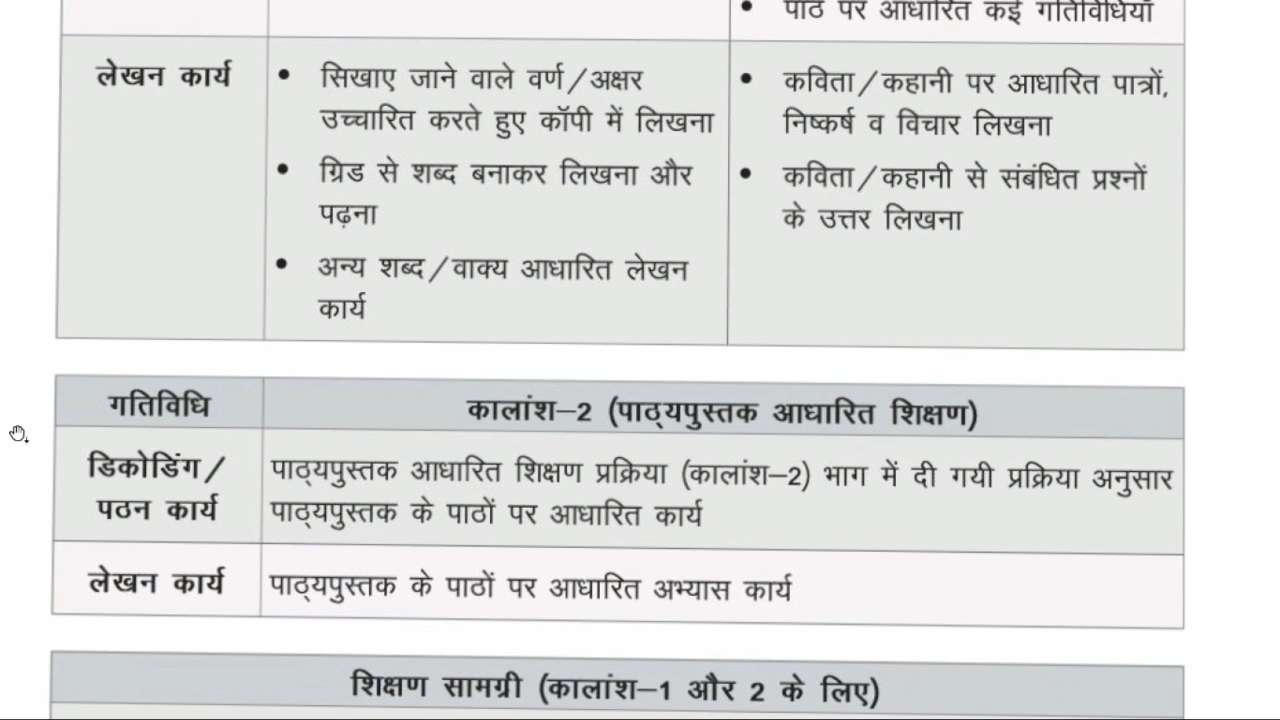 • पाठ पर आधारित कई गतिविधियाँ
लेखन कार्य
• सिखाए जाने वाले वर्ण/अक्षर
उच्चारित करते हुए कॉपी में लिखना
• ग्रिड से शब्द बनाकर लिखना और
पढ़ना
• अन्य शब्द/वाक्य आधारित लेखन
कार्य
• कविता/कहानी पर आधारित पात्रों,
निष्कर्ष व विचार लिखना
• कविता/कहानी से संबंधित प्रश्नों
के उत्तर लिखना
गतिविधि
कालांश–2 (पाठ्यपुस्तक आधारित शिक्षण)
डिकोडिंग/
पठन कार्य
पाठ्यपुस्तक आधारित शिक्षण प्रक्रिया (कालांश–2) भाग में दी गयी प्रक्रिया अनुसार
पाठ्यपुस्तक के पाठों पर आधारित कार्य
लेखन कार्य
पाठ्यपुस्तक के पाठों पर आधारित अभ्यास कार्य
शिक्षण सामग्री (कालांश–1 और 2 के लिए)